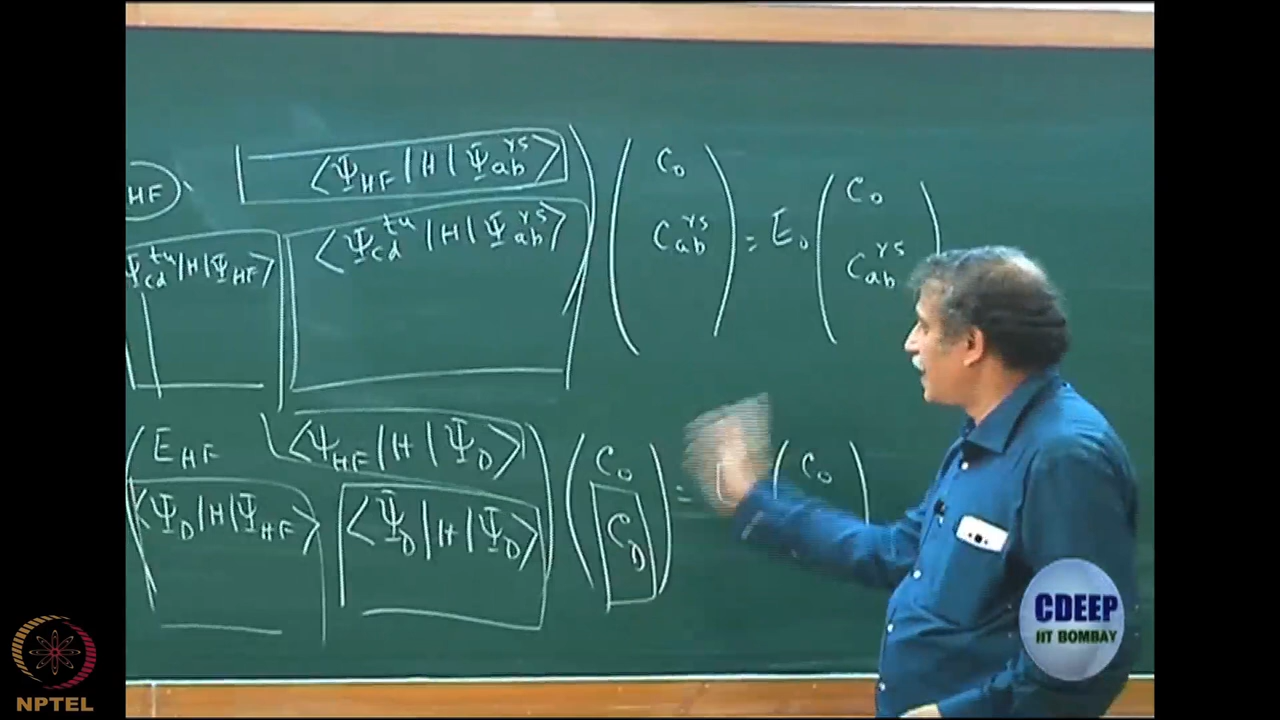 HF
⟨Ψ_HF|H|Ψ_ab^rs⟩
⟨Ψ_cd^tu|H|Ψ_HF⟩ ⟨Ψ_cd^tu|H|Ψ_ab^rs⟩
( C_0 C_ab^rs ) = E_0 ( C_0 C_ab^rs )
E_HF ⟨Ψ_HF|H|Ψ_D⟩
⟨Ψ_D|H|Ψ_HF⟩ ⟨Ψ_D|H|Ψ_D⟩
( C_0 C_D ) = ( C_0
CDEEP
IIT BOMBAY
NPTEL